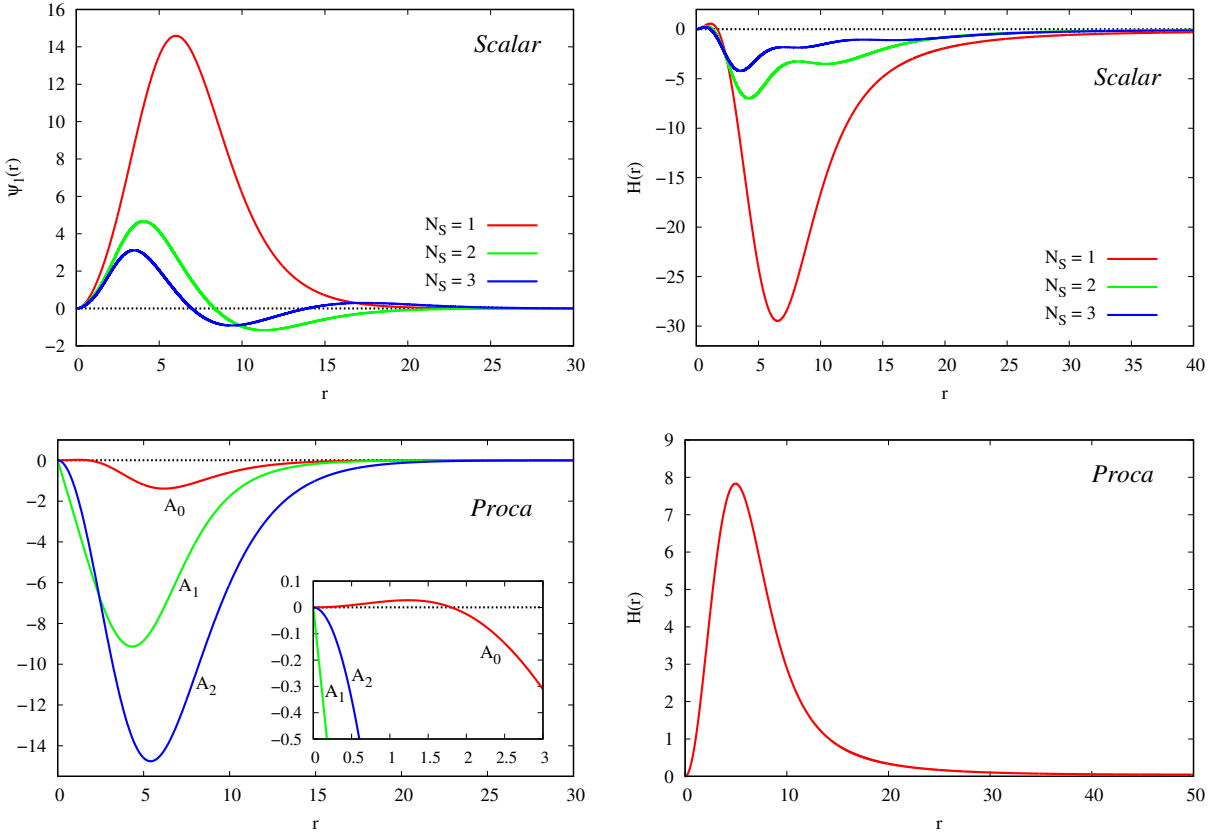 16
14
12
10
8
6
4
2
0
−2
Ψ1(r)
Scalar
NS = 1
NS = 2
NS = 3
0 5 10 15 20 25 30
r
0
−5
−10
−15
−20
−25
−30
H(r)
Scalar
NS = 1
NS = 2
NS = 3
0 5 10 15 20 25 30 35 40
r
0
−2
−4
−6
−8
−10
−12
−14
Proca
A0
A1
A2
0.1
0
−0.1
−0.2
−0.3
−0.4
−0.5
A0
A1
A2
0 0.5 1 1.5 2 2.5 3
0 5 10 15 20 25 30
r
9
8
7
6
5
4
3
2
1
0
H(r)
Proca
0 10 20 30 40 50
r